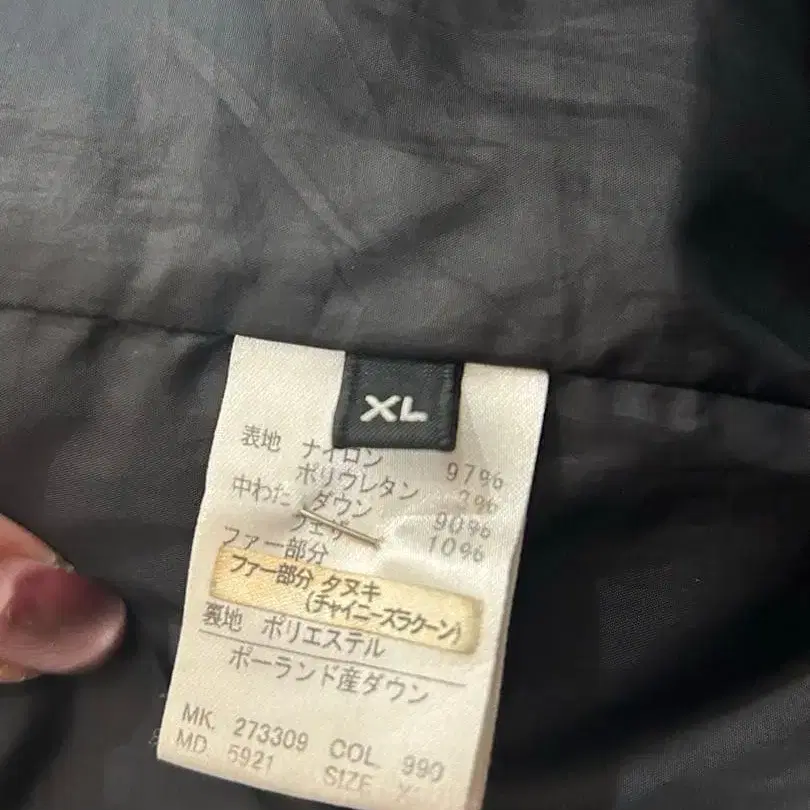 XL
表地 ナイロン 97%
ポリウレタン 3%
中わた ダウン 90%
フェザー 10%
ファー部分
ファー部分 タヌキ
(チャイニーズラクーン)
裏地 ポリエステル
ポーランド産ダウン
MK. 273309 COL. 990
MD. 5921 SIZE X